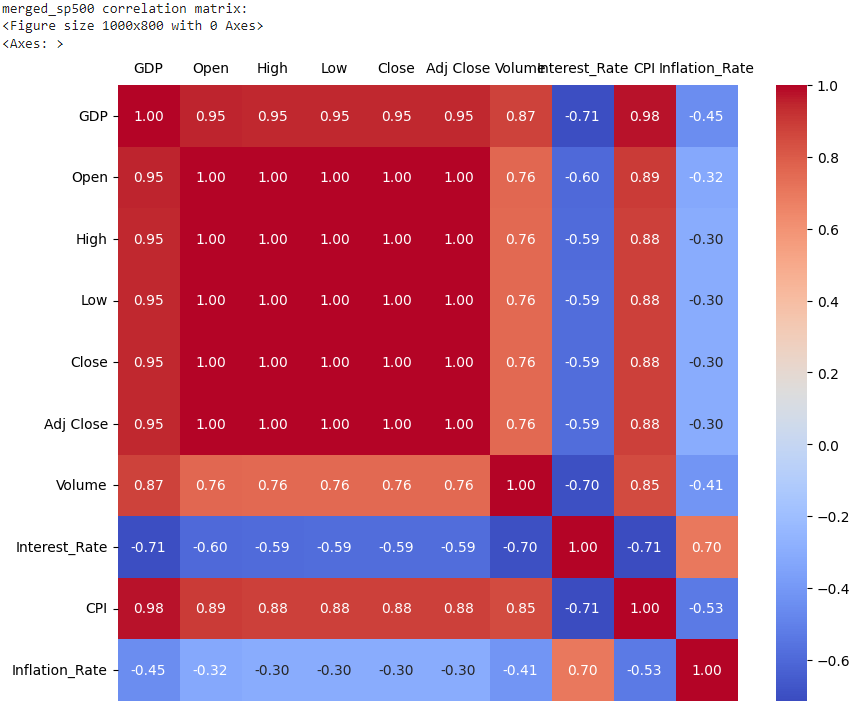 merged_sp500 correlation matrix:
<Figure size 1000x800 with 0 Axes>
<Axes: >
GDP Open High Low Close Adj Close Volume Interest_Rate CPI Inflation_Rate
GDP 1.00 0.95 0.95 0.95 0.95 0.95 0.87 -0.71 0.98 -0.45
Open 0.95 1.00 1.00 1.00 1.00 1.00 0.76 -0.60 0.89 -0.32
High 0.95 1.00 1.00 1.00 1.00 1.00 0.76 -0.59 0.88 -0.30
Low 0.95 1.00 1.00 1.00 1.00 1.00 0.76 -0.59 0.88 -0.30
Close 0.95 1.00 1.00 1.00 1.00 1.00 0.76 -0.59 0.88 -0.30
Adj Close 0.95 1.00 1.00 1.00 1.00 1.00 0.76 -0.59 0.88 -0.30
Volume 0.87 0.76 0.76 0.76 0.76 0.76 1.00 -0.70 0.85 -0.41
Interest_Rate -0.71 -0.60 -0.59 -0.59 -0.59 -0.59 -0.70 1.00 -0.71 0.70
CPI 0.98 0.89 0.88 0.88 0.88 0.88 0.85 -0.71 1.00 -0.53
Inflation_Rate -0.45 -0.32 -0.30 -0.30 -0.30 -0.30 -0.41 0.70 -0.53 1.00
1.0
0.8
0.6
0.4
0.2
0.0
−0.2
−0.4
−0.6